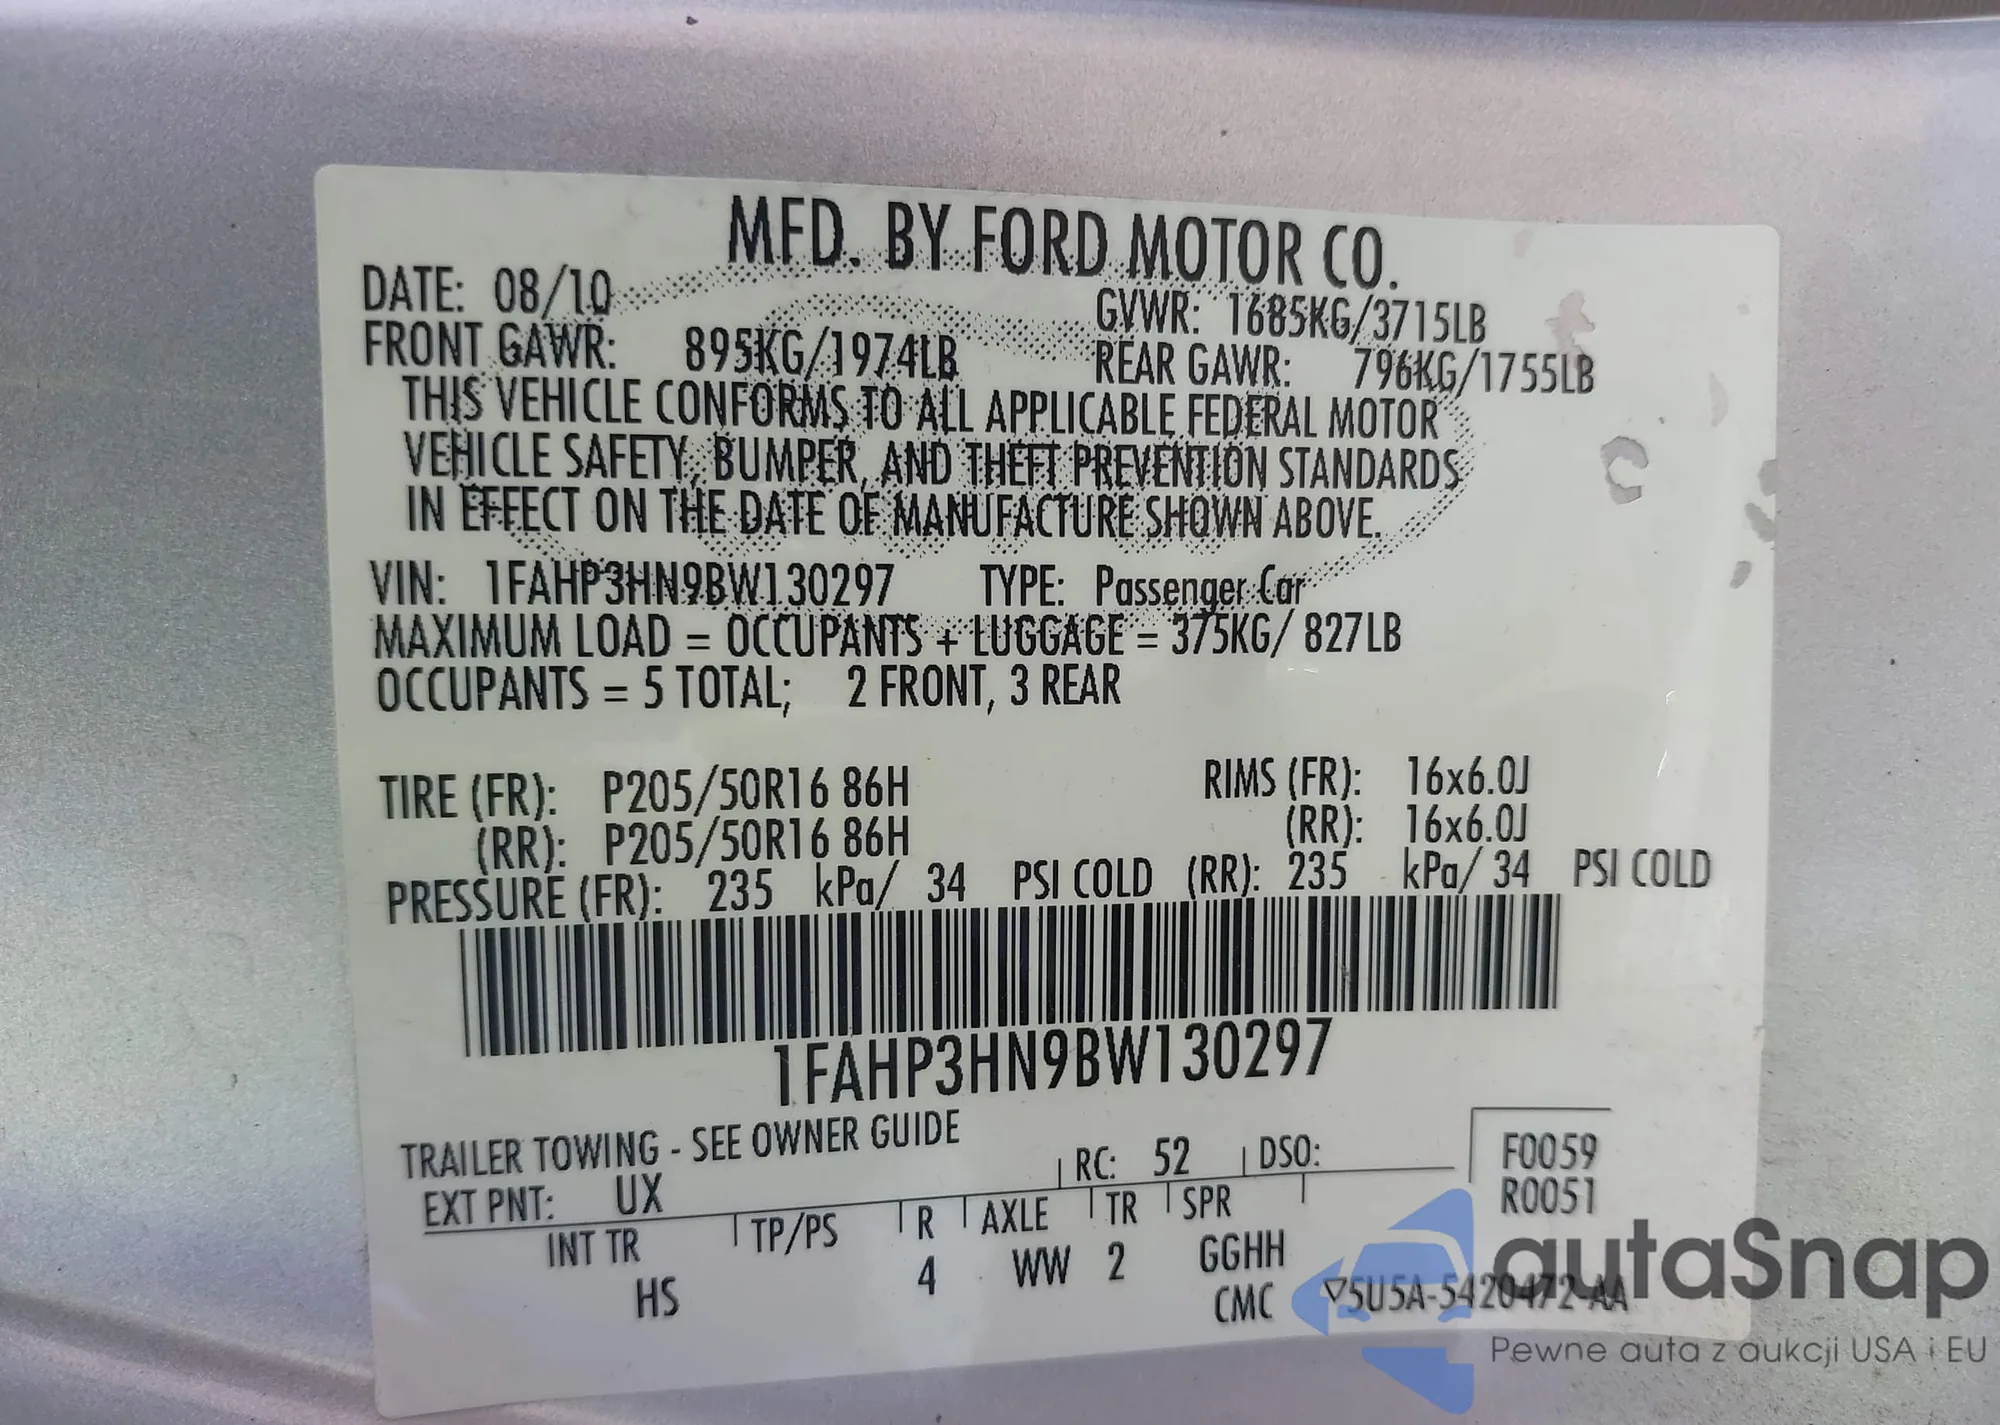 MFD. BY FORD MOTOR CO.
DATE: 08/10 GVWR: 1685KG/3715LB
FRONT GAWR: 895KG/1974LB REAR GAWR: 796KG/1755LB
THIS VEHICLE CONFORMS TO ALL APPLICABLE FEDERAL MOTOR
VEHICLE SAFETY, BUMPER, AND THEFT PREVENTION STANDARDS
IN EFFECT ON THE DATE OF MANUFACTURE SHOWN ABOVE.
VIN: 1FAHP3HN9BW130297 TYPE: Passenger Car
MAXIMUM LOAD = OCCUPANTS + LUGGAGE = 375KG/ 827LB
OCCUPANTS = 5 TOTAL; 2 FRONT, 3 REAR
TIRE (FR): P205/50R16 86H RIMS (FR): 16x6.0J
(RR): P205/50R16 86H (RR): 16x6.0J
PRESSURE (FR): 235 kPa/ 34 PSI COLD (RR): 235 kPa/ 34 PSI COLD
1FAHP3HN9BW130297
TRAILER TOWING - SEE OWNER GUIDE
EXT PNT: UX RC: 52 DSO: F0059
R0051
INT TR TP/PS R AXLE TR SPR
HS 4 WW 2 GGHH
CMC ▽5U5A-5420472-AA
autaSnap
Pewne auta z aukcji USA i EU